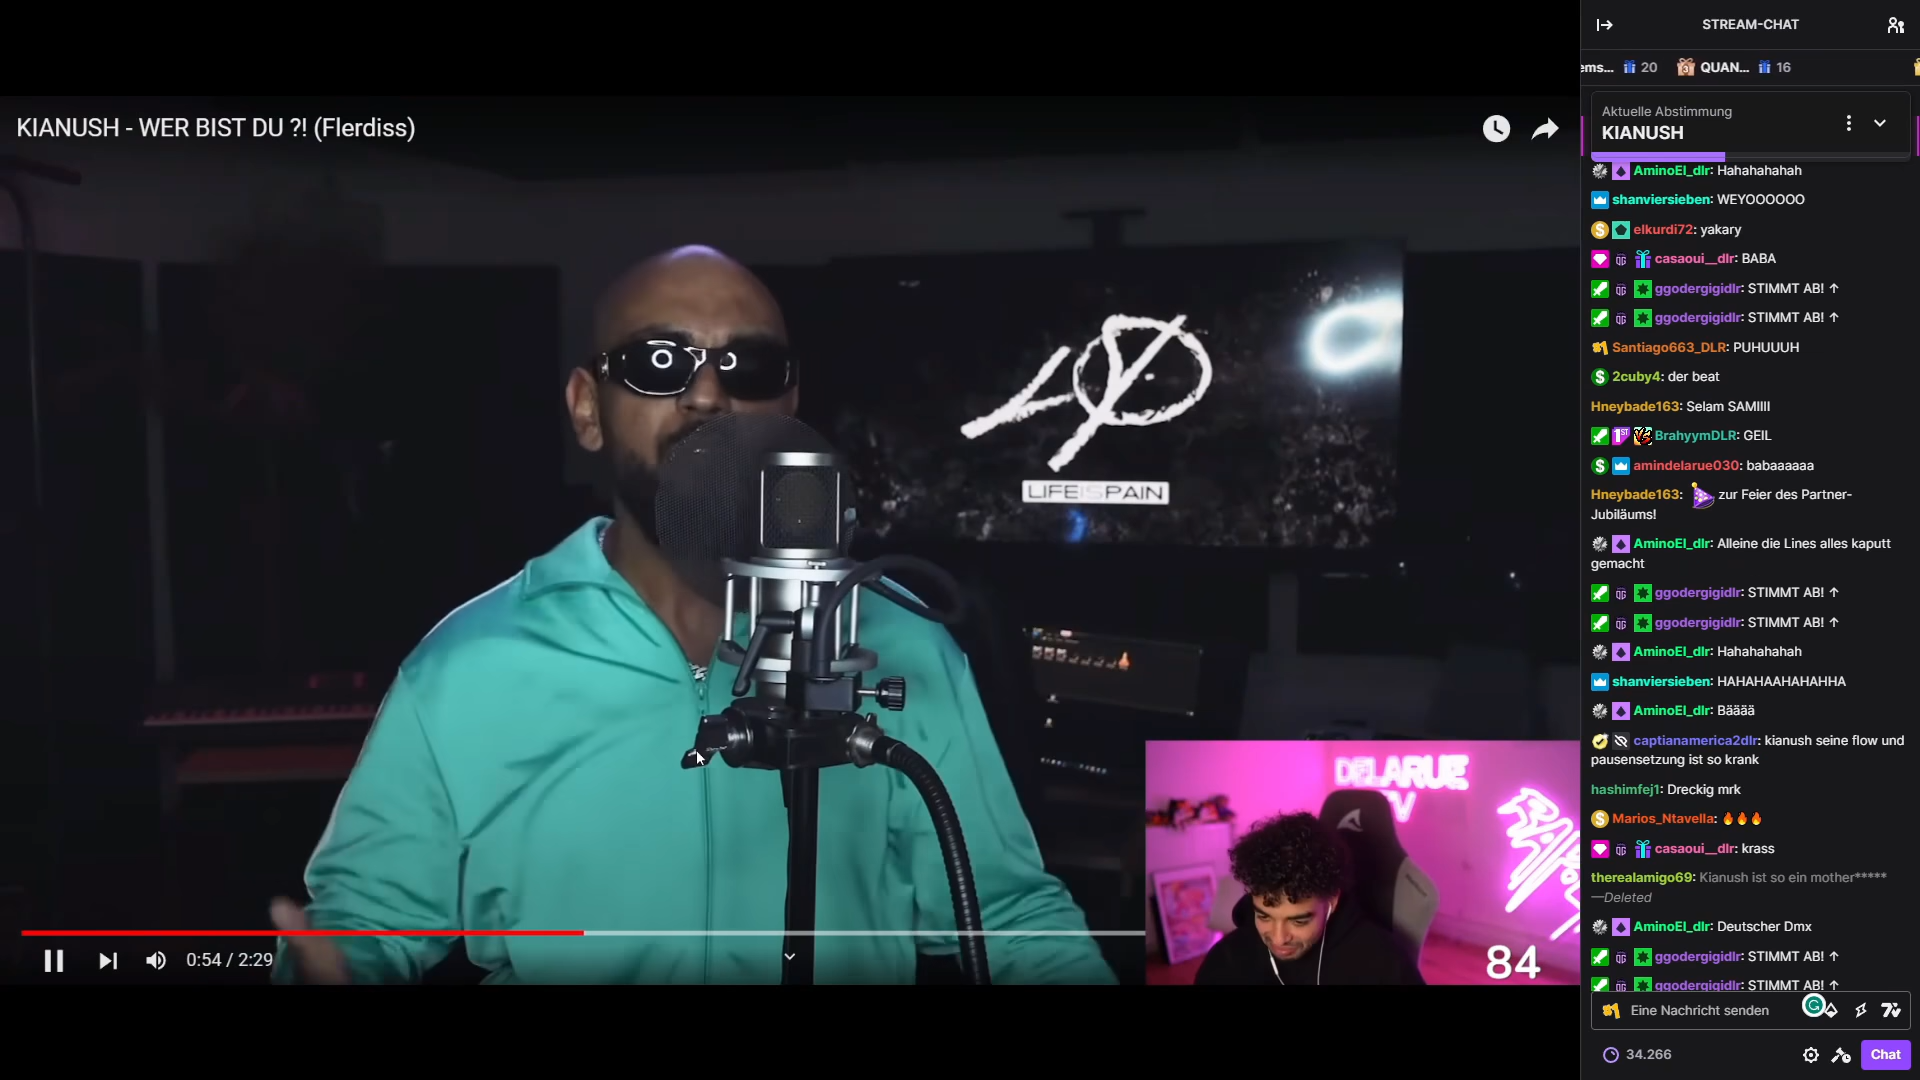 KIANUSH - WER BIST DU ?! (Flerdiss)
LIFE IS PAIN
0:54 / 2:29
DELARUE
TV
84
STREAM-CHAT
ems... 20 QUAN... 16
Aktuelle Abstimmung
KIANUSH
AminoEl_dlr: Hahahahahah
shanviersieben: WEYOOOOOO
elkurdi72: yakary
casaoui__dlr: BABA
ggodergigidlr: STIMMT AB! ↑
ggodergigidlr: STIMMT AB! ↑
Santiago663_DLR: PUHUUUH
2cuby4: der beat
Hneybade163: Selam SAMIIII
BrahyymDLR: GEIL
amindelarue030: babaaaaaa
Hneybade163: zur Feier des Partner-
Jubiläums!
AminoEl_dlr: Alleine die Lines alles kaputt
gemacht
ggodergigidlr: STIMMT AB! ↑
ggodergigidlr: STIMMT AB! ↑
AminoEl_dlr: Hahahahahah
shanviersieben: HAHAHAAHAHAHHA
AminoEl_dlr: Bääää
captianamerica2dlr: kianush seine flow und
pausensetzung ist so krank
hashimfej1: Dreckig mrk
Marios_Ntavella: 🔥🔥🔥
casaoui__dlr: krass
therealamigo69: Kianush ist so ein mother*****
—Deleted
AminoEl_dlr: Deutscher Dmx
ggodergigidlr: STIMMT AB! ↑
ggodergigidlr: STIMMT AB! ↑
Eine Nachricht senden
34.266
Chat